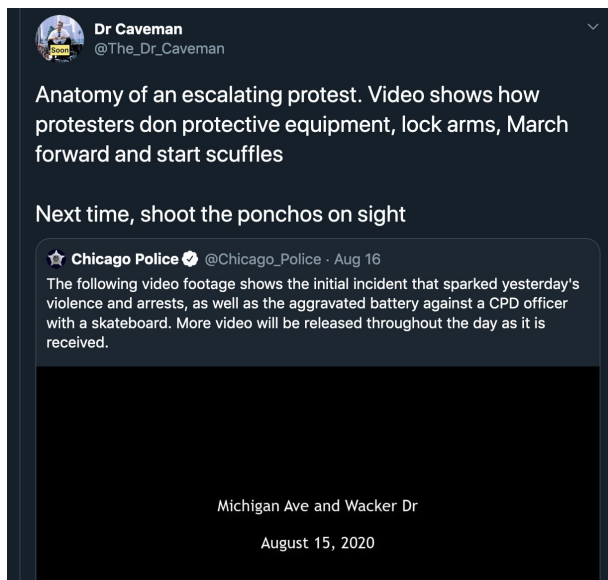 Dr Caveman
@The_Dr_Caveman
Soon
Anatomy of an escalating protest. Video shows how
protesters don protective equipment, lock arms, March
forward and start scuffles
Next time, shoot the ponchos on sight
Chicago Police @Chicago_Police · Aug 16
The following video footage shows the initial incident that sparked yesterday's
violence and arrests, as well as the aggravated battery against a CPD officer
with a skateboard. More video will be released throughout the day as it is
received.
Michigan Ave and Wacker Dr
August 15, 2020